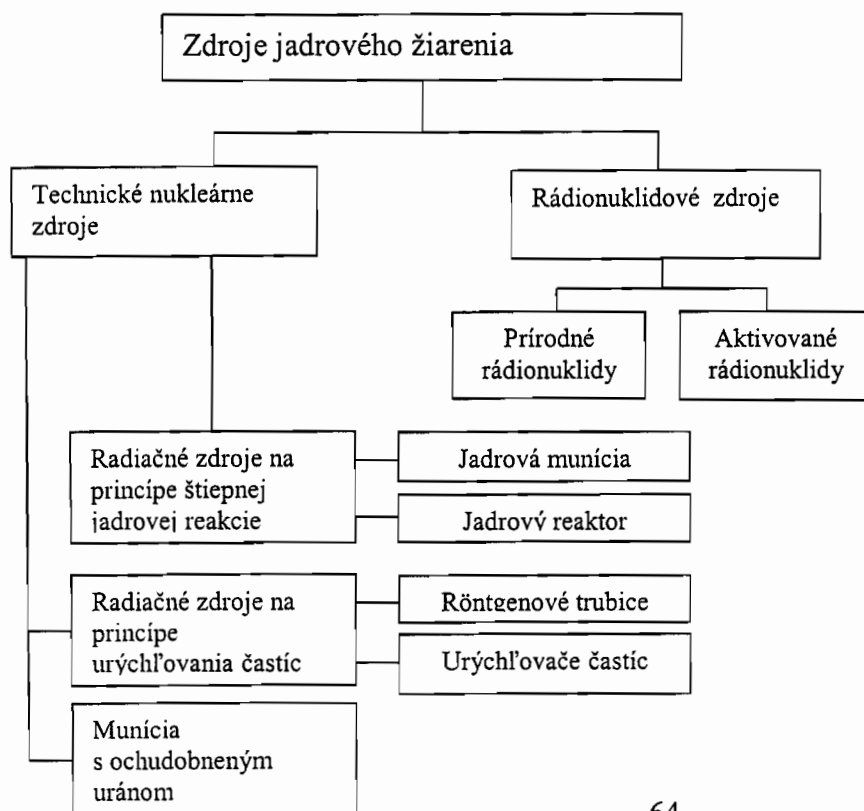 Zdroje jadrového žiarenia
Technické nukleárne
zdroje
Rádionuklidové zdroje
Prírodné
rádionuklidy
Aktivované
rádionuklidy
Radiačné zdroje na
princípe štiepnej
jadrovej reakcie
Jadrová munícia
Jadrový reaktor
Radiačné zdroje na
princípe
urýchľovania častíc
Röntgenové trubice
Urýchľovače častíc
Munícia
s ochudobneným
uránom
64